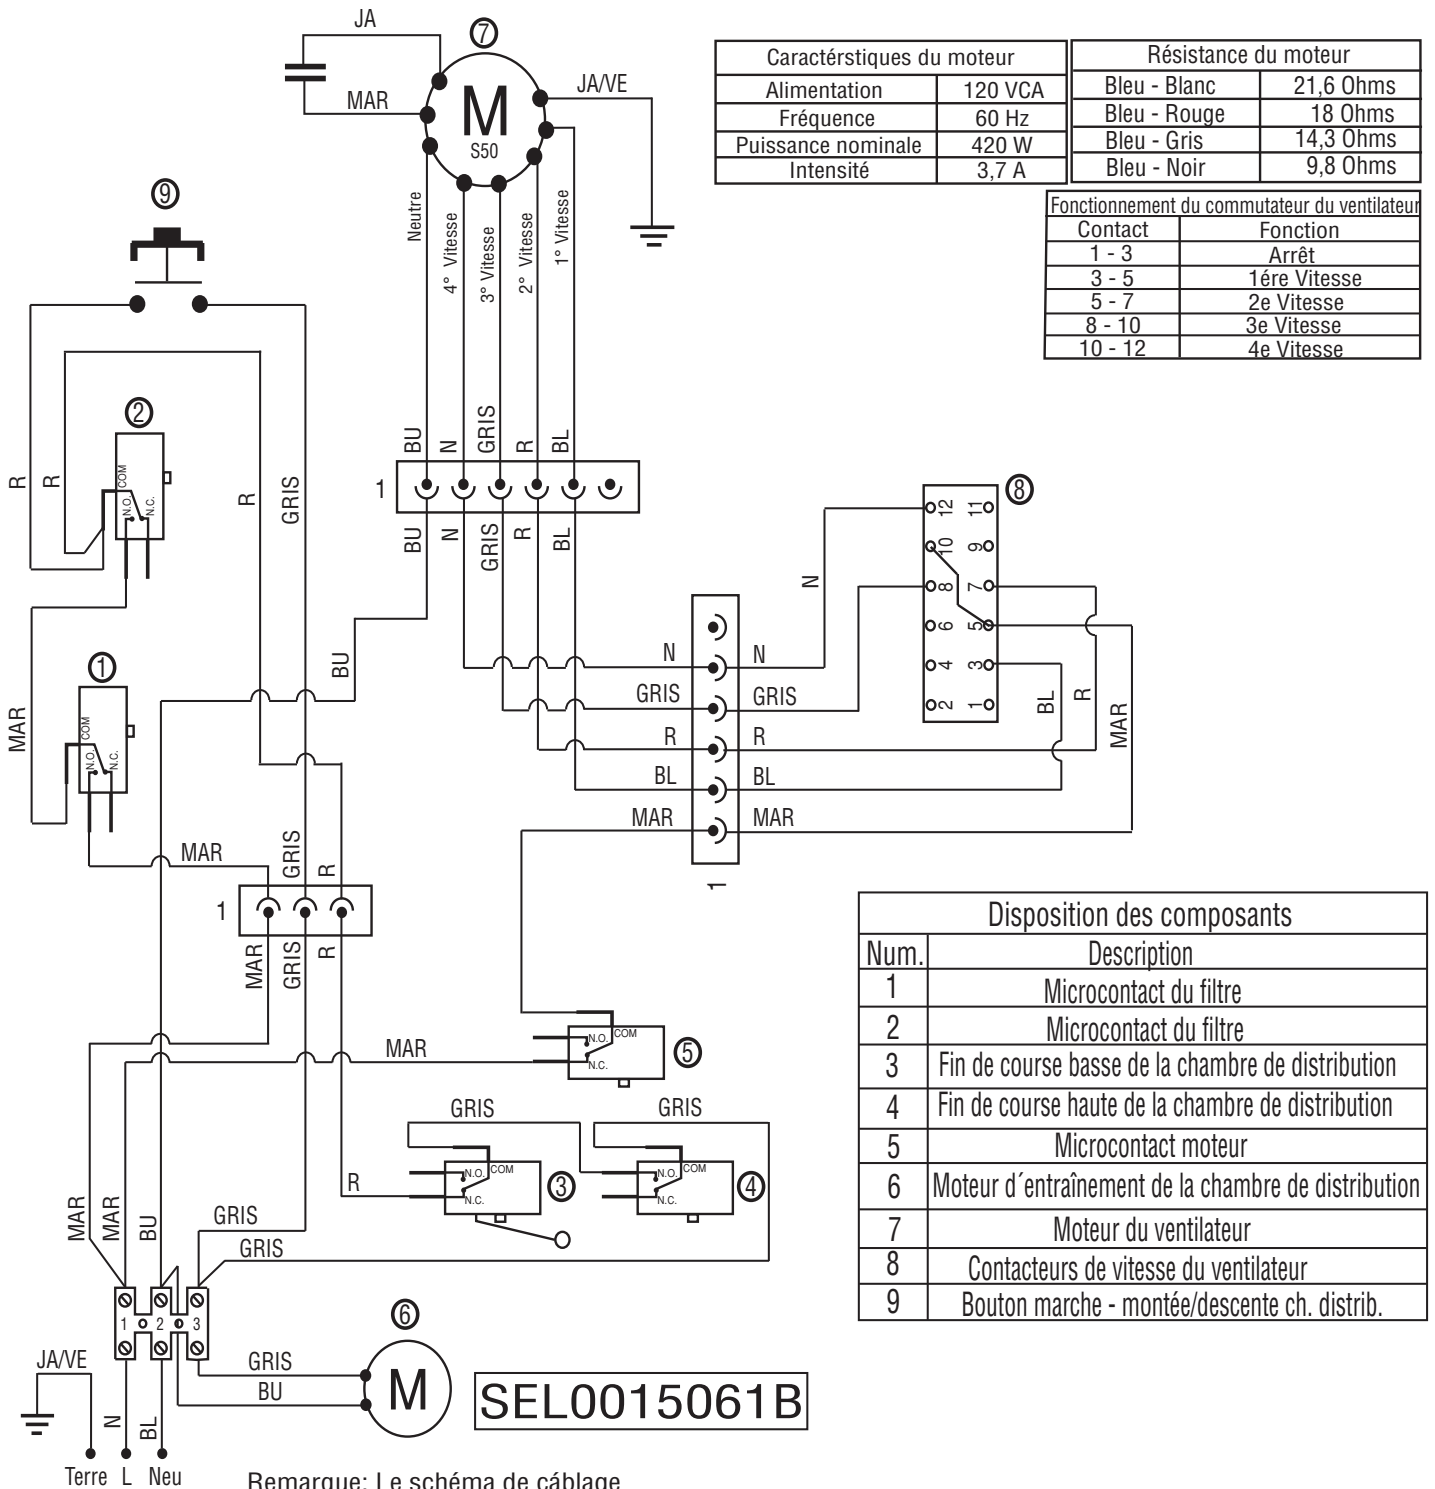 JA
7
MAR
JA/VE
M
S50
Neutre
4° Vitesse
3° Vitesse
2° Vitesse
1° Vitesse
Caractérstiques du moteur
Alimentation 120 VCA
Fréquence 60 Hz
Puissance nominale 420 W
Intensité 3,7 A
Résistance du moteur
Bleu - Blanc 21,6 Ohms
Bleu - Rouge 18 Ohms
Bleu - Gris 14,3 Ohms
Bleu - Noir 9,8 Ohms
Fonctionnement du commutateur du ventilateur
Contact Fonction
1 - 3 Arrêt
3 - 5 1ére Vitesse
5 - 7 2e Vitesse
8 - 10 3e Vitesse
10 - 12 4e Vitesse
9
2
R
R
COM
N.O.
N.C.
R
GRIS
BU
N
GRIS
R
BL
1
BU
N
GRIS
R
BL
8
12 11
10 9
8 7
6 5
4 3
2 1
N
BL
R
MAR
1
MAR
COM
N.O.
N.C.
BU
N N
GRIS GRIS
R R
BL BL
MAR MAR
1
MAR
GRIS
R
1
MAR
GRIS
R
MAR
N.O.
COM
N.C.
5
GRIS
GRIS
R
N.O.
COM
N.C.
3
N.O.
COM
N.C.
4
MAR
MAR
BU
GRIS
GRIS
1 2 3
6
JA/VE
GRIS
BU
M
N
BL
Terre L Neu
SEL0015061B
Disposition des composants
Num. Description
1 Microcontact du filtre
2 Microcontact du filtre
3 Fin de course basse de la chambre de distribution
4 Fin de course haute de la chambre de distribution
5 Microcontact moteur
6 Moteur d´entraînement de la chambre de distribution
7 Moteur du ventilateur
8 Contacteurs de vitesse du ventilateur
9 Bouton marche - montée/descente ch. distrib.
Remarque: Le schéma de câblage